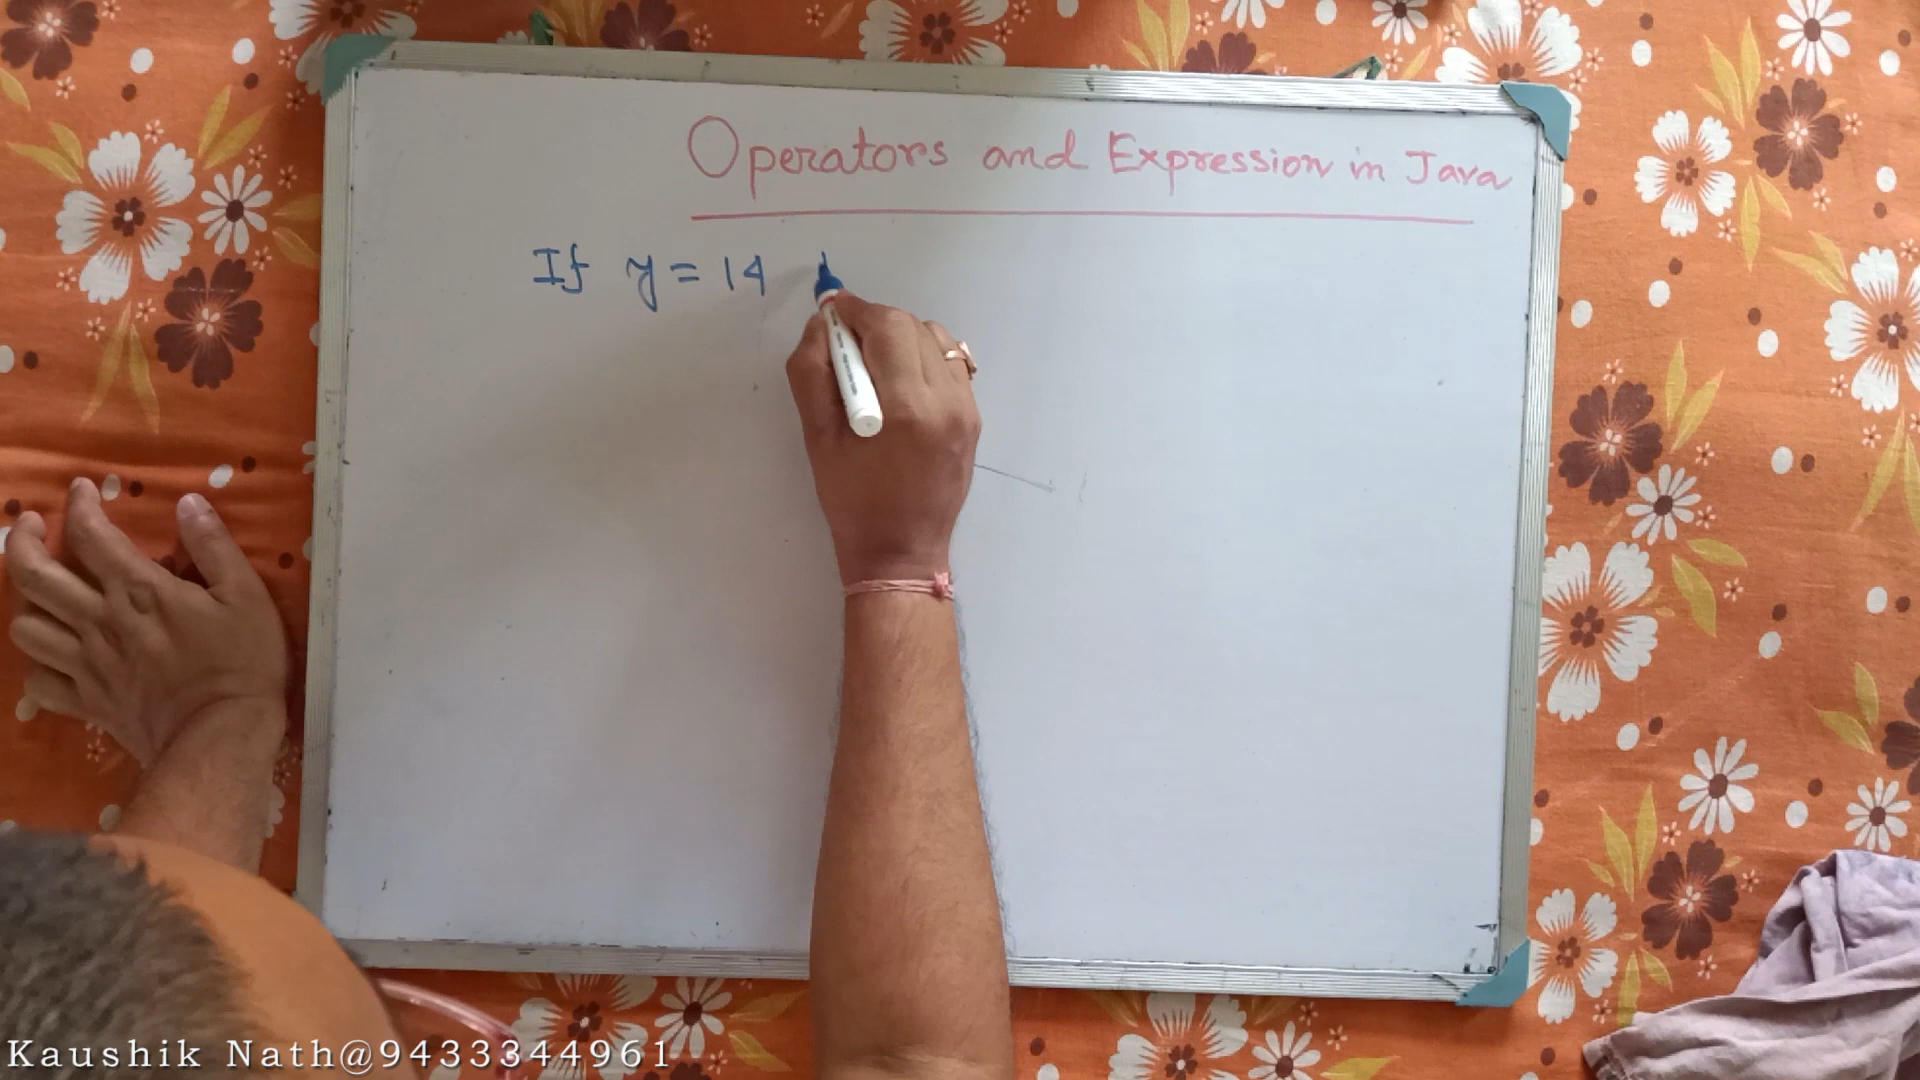 Operators and Expression in Java
If y = 14
Kaushik Nath@9433344961